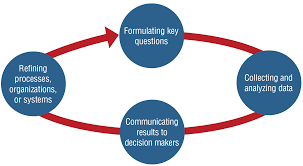 Formulating key
questions
Collecting and
analyzing data
Communicating
results to
decision makers
Refining
processes,
organizations,
or systems